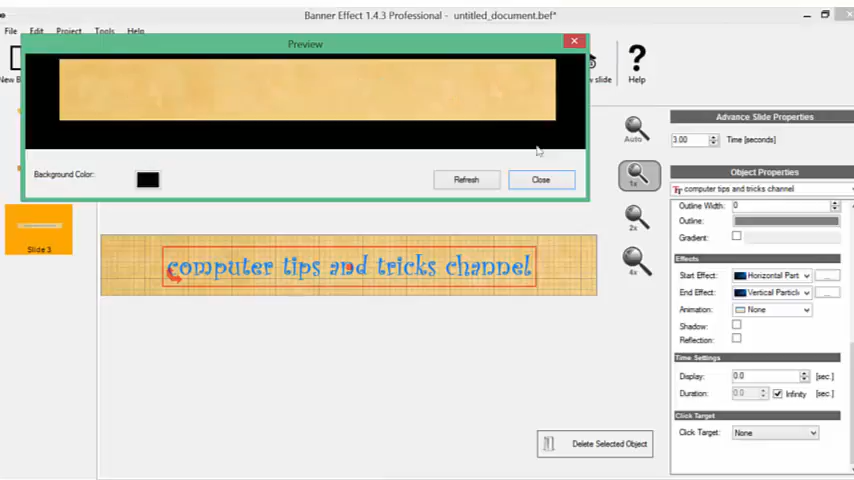 Banner Effect 1.4.3 Professional - untitled_document.bef*
File Edit Project Tools Help
Preview
New B
w slide
Help
Background Color:
Refresh
Close
Slide 3
computer tips and tricks channel
Auto
1x
2x
4x
Advance Slide Properties
3.00 Time [seconds]
Object Properties
Tt computer tips and tricks channel
Outline Width: 0
Outline:
Gradient:
Effects
Start Effect: Horizontal Part ...
End Effect: Vertical Particl ...
Animation: None
Shadow:
Reflection:
Time Settings
Display: 0.0 [sec.]
Duration: 0.0 Infinity [sec.]
Click Target
Click Target: None
Delete Selected Object